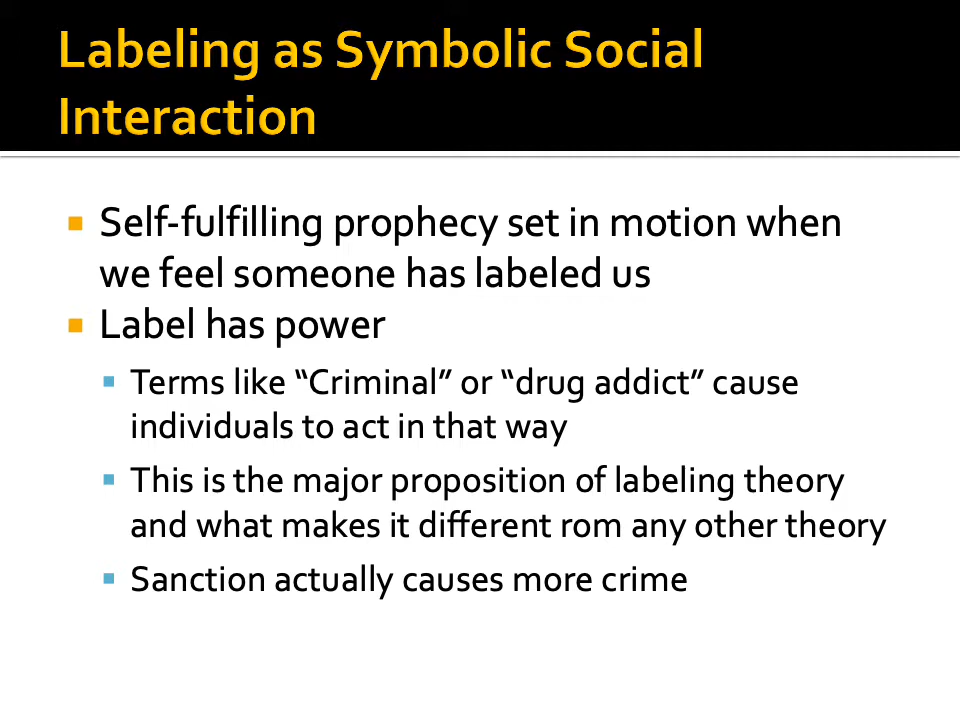 Labeling as Symbolic Social
Interaction
Self-fulfilling prophecy set in motion when
we feel someone has labeled us
Label has power
Terms like “Criminal” or “drug addict” cause
individuals to act in that way
This is the major proposition of labeling theory
and what makes it different rom any other theory
Sanction actually causes more crime